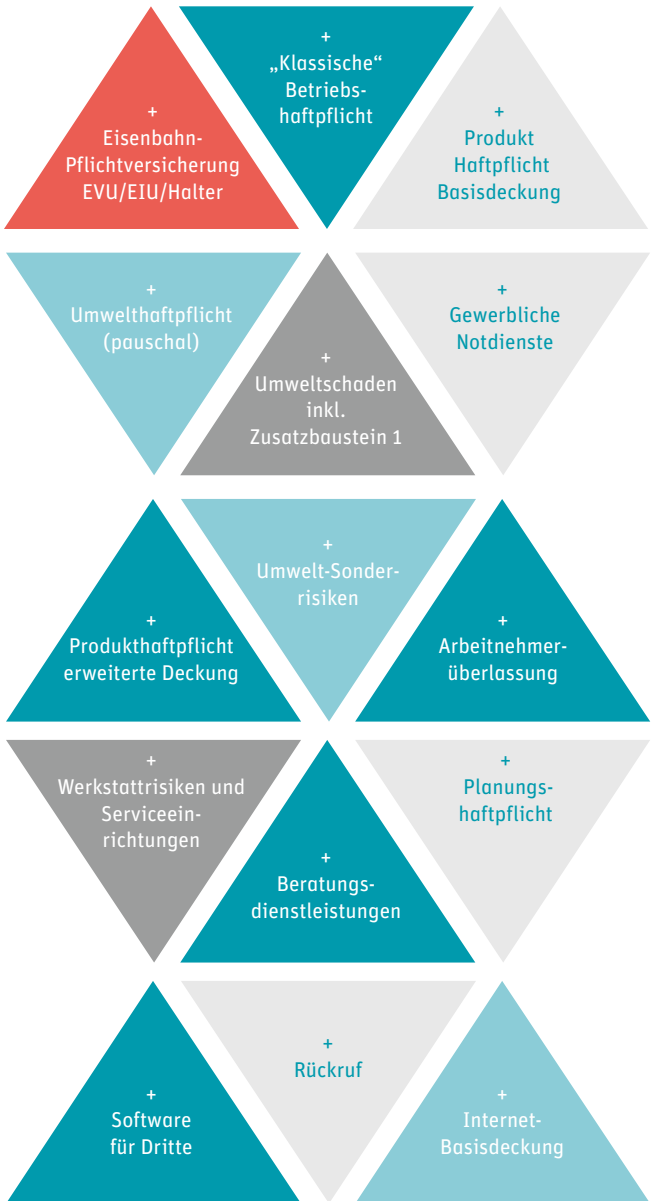 +
Eisenbahn-
Pflichtversicherung
EVU/EIU/Halter
+
„Klassische“
Betriebs-
haftpflicht
+
Produkt
Haftpflicht
Basisdeckung
+
Umwelthaftpflicht
(pauschal)
+
Umweltschaden
inkl.
Zusatzbaustein 1
+
Gewerbliche
Notdienste
+
Produkthaftpflicht
erweiterte Deckung
+
Umwelt-Sonder-
risiken
+
Arbeitnehmer-
überlassung
+
Werkstattrisiken und
Serviceein-
richtungen
+
Beratungs-
dienstleistungen
+
Planungs-
haftpflicht
+
Software
für Dritte
+
Rückruf
+
Internet-
Basisdeckung